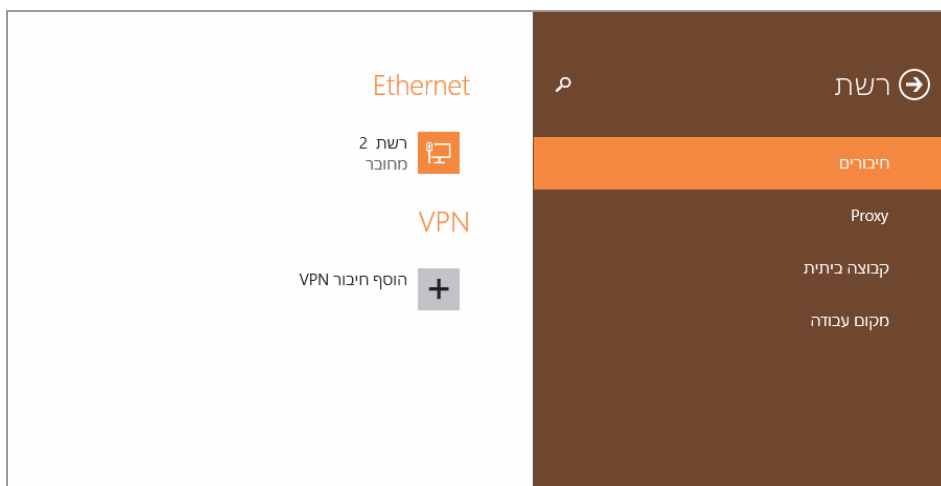 רשת
חיבורים
Proxy
קבוצה ביתית
מקום עבודה
Ethernet
רשת 2
מחובר
VPN
הוסף חיבור VPN